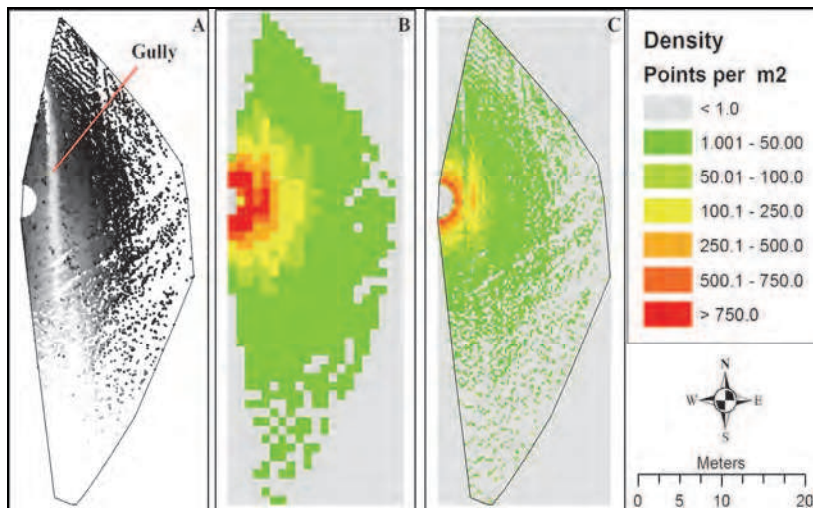 A
Gully
B
C
Density
Points per m2
< 1.0
1.001 - 50.00
50.01 - 100.0
100.1 - 250.0
250.1 - 500.0
500.1 - 750.0
> 750.0
N
W E
S
Meters
0 5 10 20